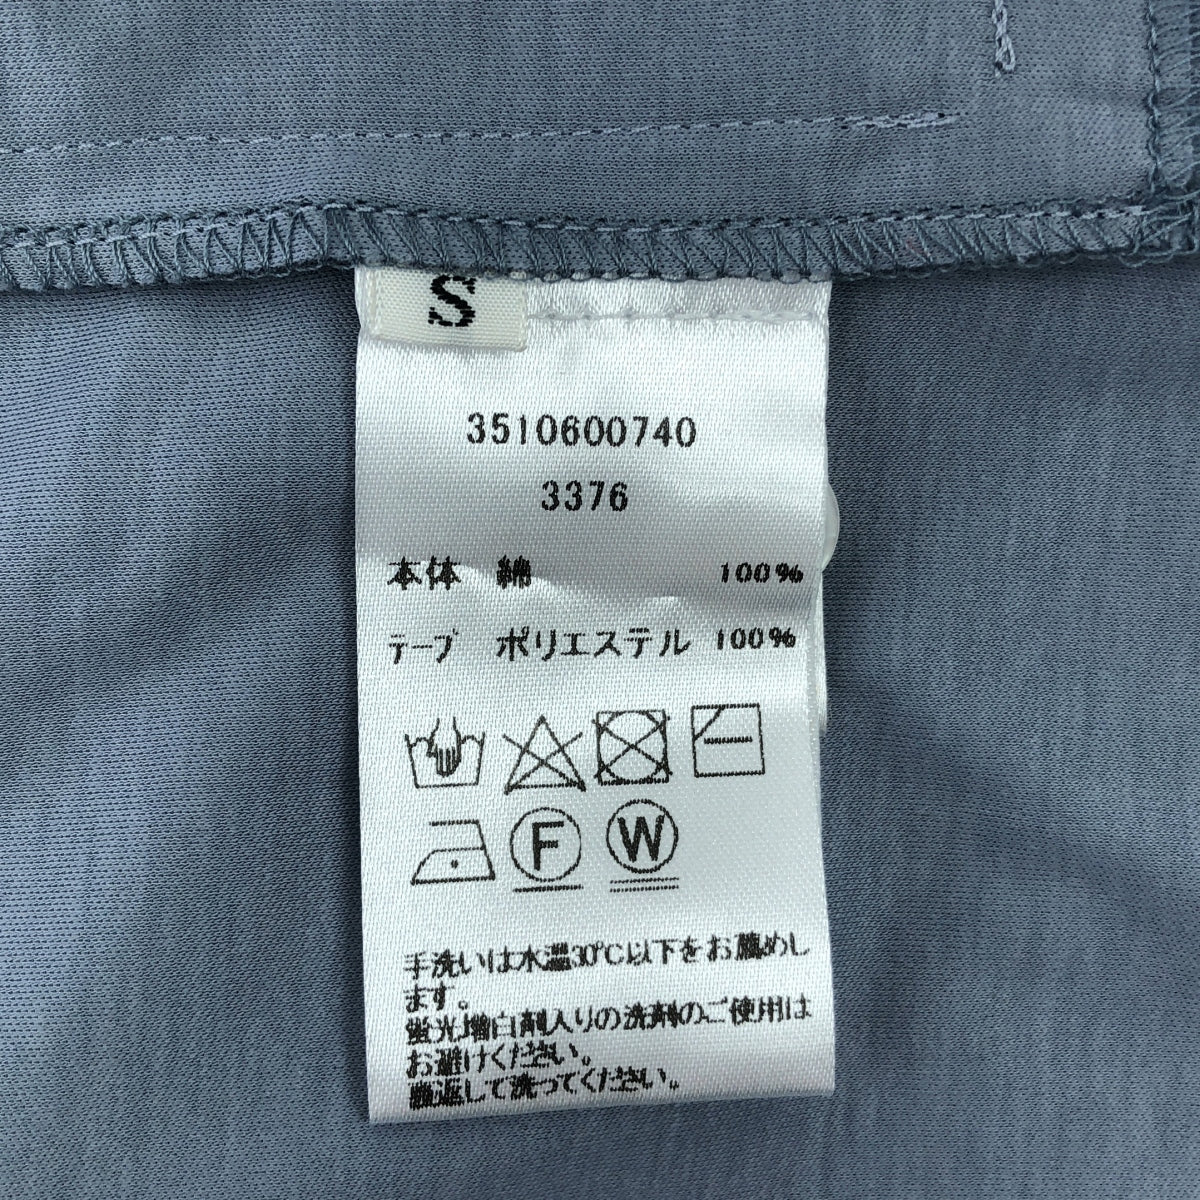 S
3510600740
3376
本体 綿 100%
テープ ポリエステル 100%
F W
手洗いは水温30℃以下をお薦めし
ます。
蛍光増白剤入りの洗剤のご使用は
お避けください。
裏返して洗ってください。